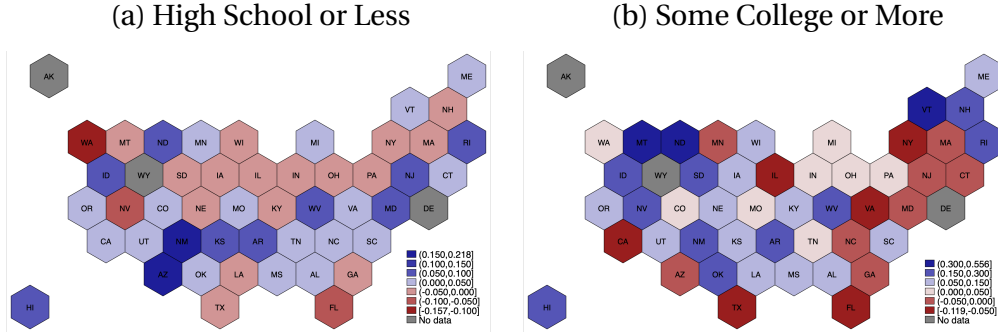 (a) High School or Less
AK
ME
VT NH
WA MT ND MN WI MI NY MA RI
ID WY SD IA IL IN OH PA NJ CT
OR NV CO NE MO KY WV VA MD DE
CA UT NM KS AR TN NC SC
AZ OK LA MS AL GA
HI TX FL
(0.150,0.218]
(0.100,0.150]
(0.050,0.100]
(0.000,0.050]
(-0.050,0.000]
(-0.100,-0.050]
[-0.157,-0.100]
No data
(b) Some College or More
AK
ME
VT NH
WA MT ND MN WI MI NY MA RI
ID WY SD IA IL IN OH PA NJ CT
OR NV CO NE MO KY WV VA MD DE
CA UT NM KS AR TN NC SC
AZ OK LA MS AL GA
HI TX FL
(0.300,0.556]
(0.150,0.300]
(0.050,0.150]
(0.000,0.050]
(-0.050,0.000]
[-0.119,-0.050]
No data